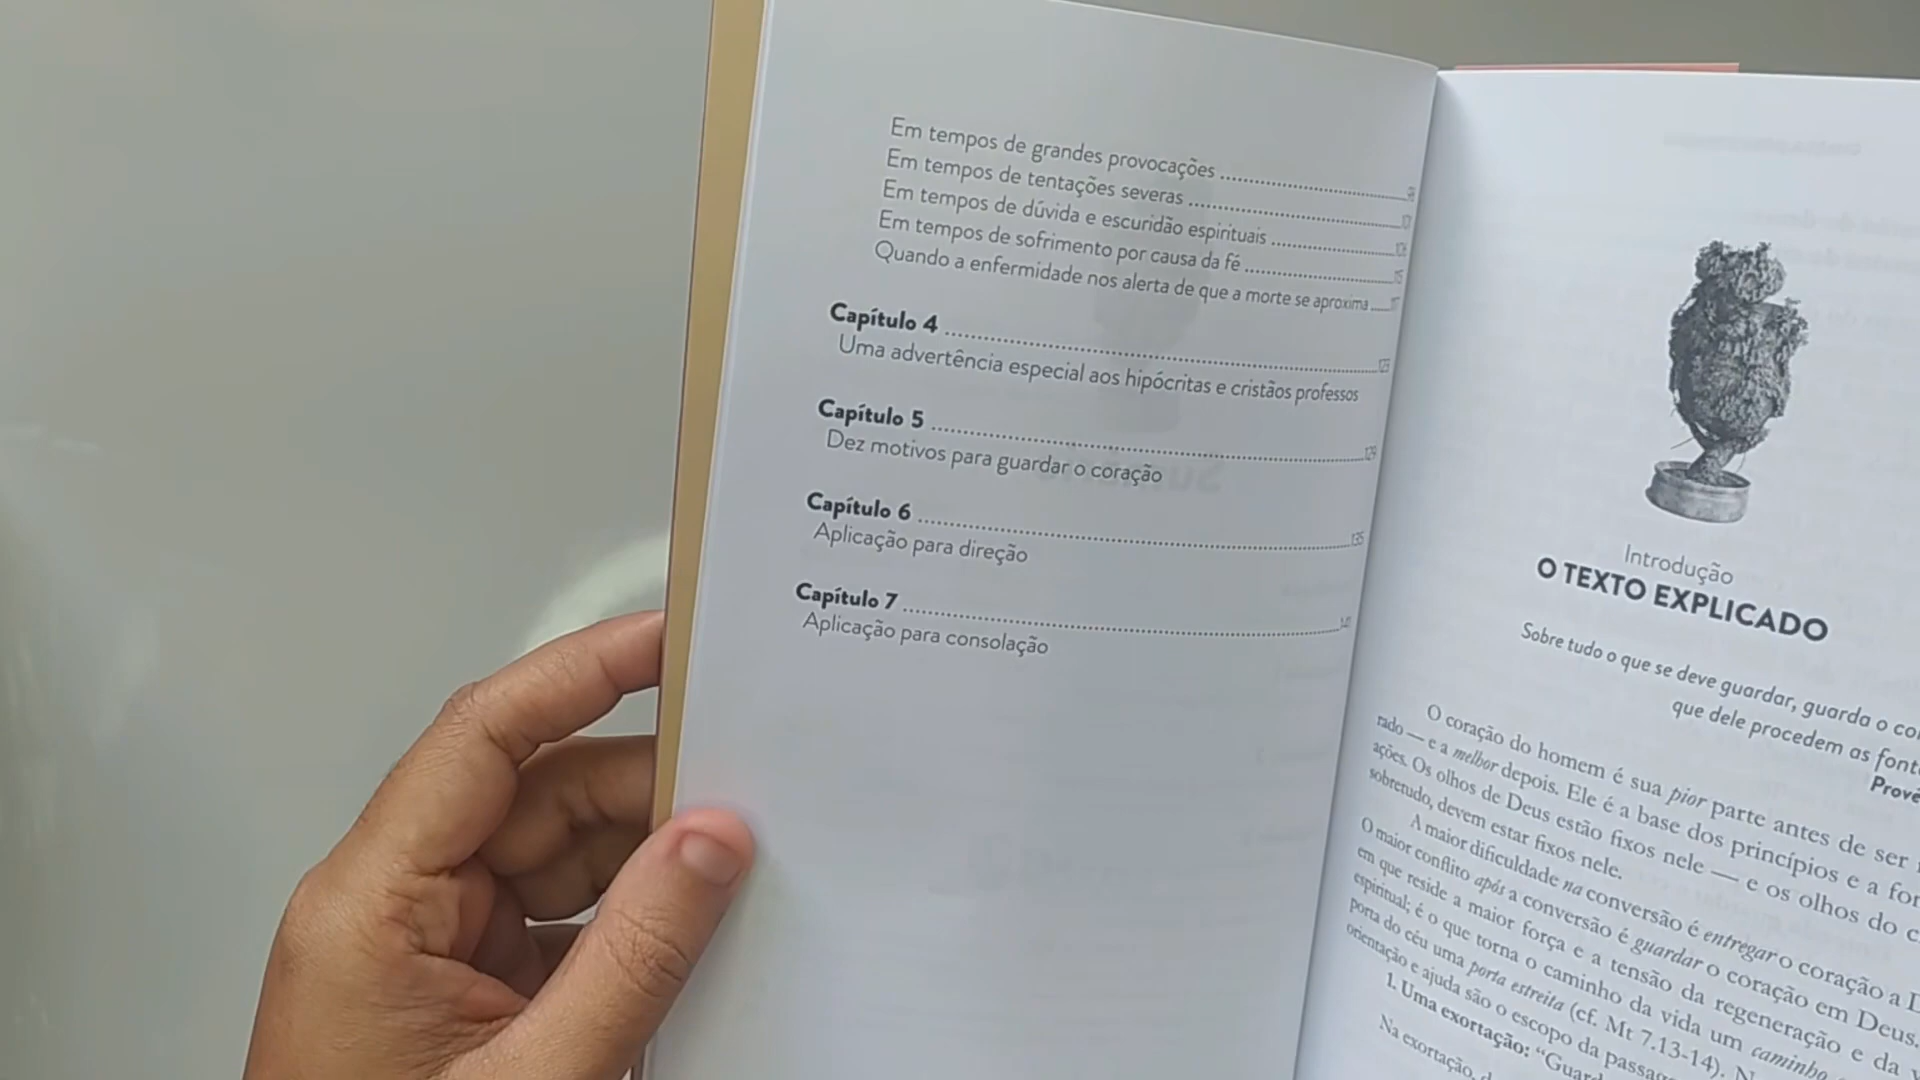 Em tempos de grandes provocações
Em tempos de tentações severas
Em tempos de dúvida e escuridão espirituais
Em tempos de sofrimento por causa da fé
Quando a enfermidade nos alerta de que a morte se aproxima
Capítulo 4
Uma advertência especial aos hipócritas e cristãos professos
Capítulo 5 129
Dez motivos para guardar o coração
Capítulo 6 135
Aplicação para direção
Capítulo 7
Aplicação para consolação
Introdução
O TEXTO EXPLICADO
Sobre tudo o que se deve guardar, guarda o
que dele procedem as
O coração do homem é sua pior parte antes de ser
rado — e a melhor depois. Ele é a base dos princípios e a
ações. Os olhos de Deus estão fixos nele — e os olhos do
sobretudo, devem estar fixos nele.
A maior dificuldade na conversão é entregar o coração a
O maior conflito após a conversão é guardar o coração em Deus.
em que reside a maior força e a tensão da regeneração e da
espiritual; é o que torna o caminho da vida um caminho
porta do céu uma porta estreita (cf. Mt 7.13-14).
orientação e ajuda são o escopo da
1. Uma exortação:
Na exortação,